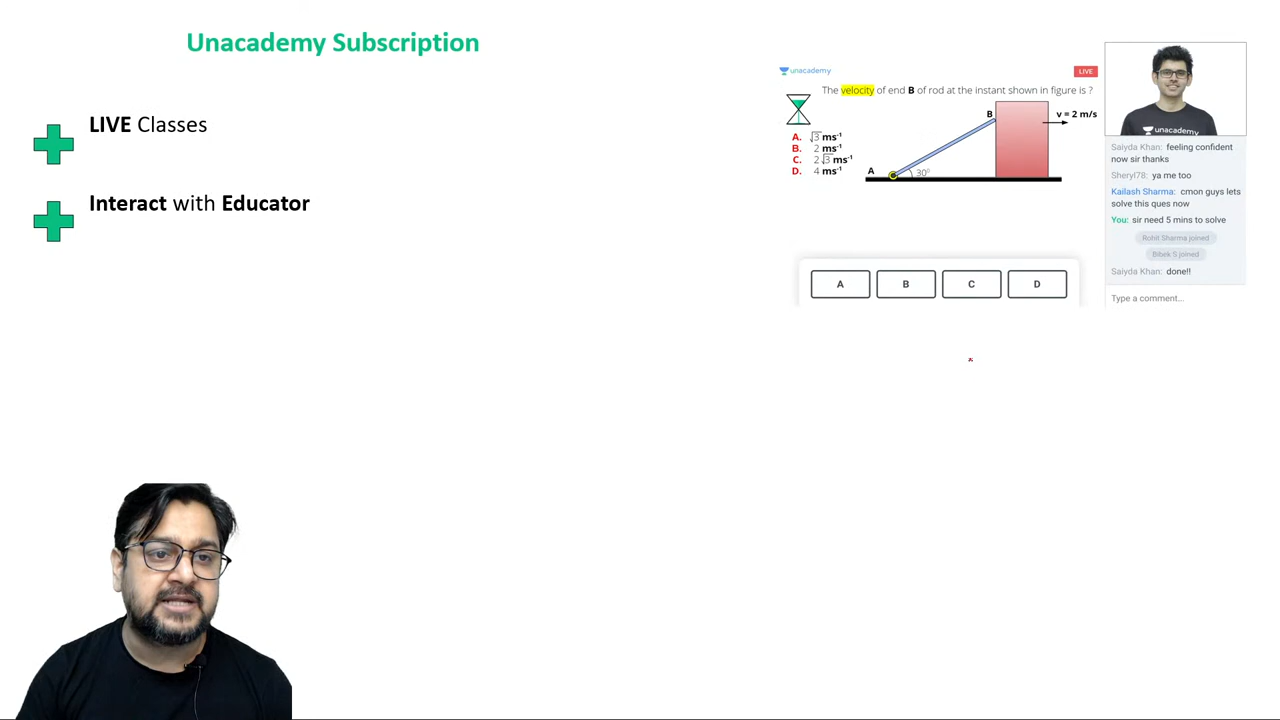 Unacademy Subscription
LIVE Classes
Interact with Educator
unacademy
LIVE
The velocity of end B of rod at the instant shown in figure is ?
A. √3 ms⁻¹
B. 2 ms⁻¹
C. 2√3 ms⁻¹
D. 4 ms⁻¹
B
v = 2 m/s
A
30°
A B C D
unacademy
Saiyda Khan: feeling confident
now sir thanks
Sheryl78: ya me too
Kailash Sharma: cmon guys lets
solve this ques now
You: sir need 5 mins to solve
Rohit Sharma joined
Bibek S joined
Saiyda Khan: done!!
Type a comment...